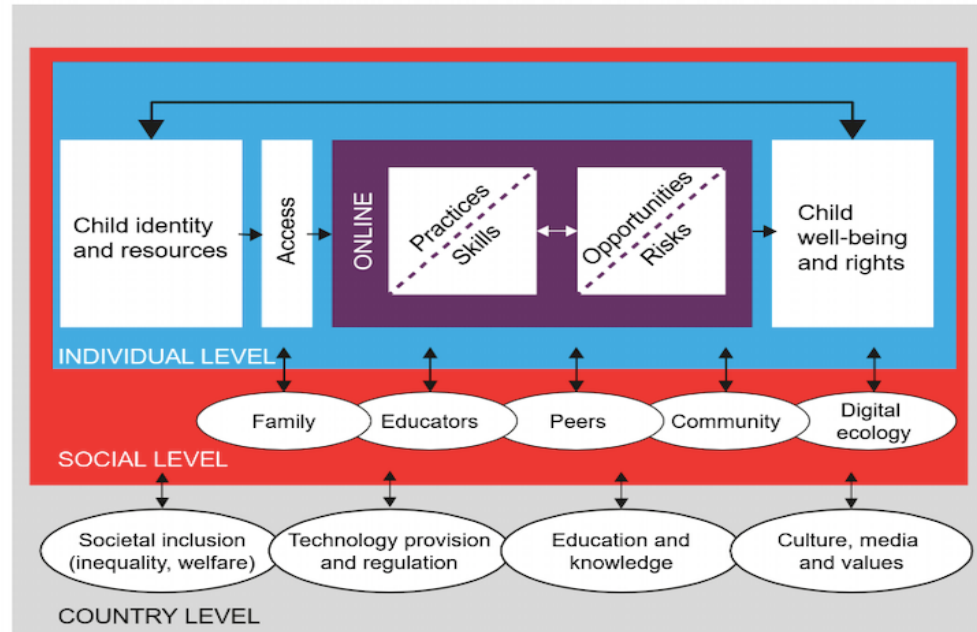 Child identity
and resources
Access
ONLINE
Practices
Skills
Opportunities
Risks
Child
well-being
and rights
INDIVIDUAL LEVEL
Family
Educators
Peers
Community
Digital
ecology
SOCIAL LEVEL
Societal inclusion
(inequality, welfare)
Technology provision
and regulation
Education and
knowledge
Culture, media
and values
COUNTRY LEVEL